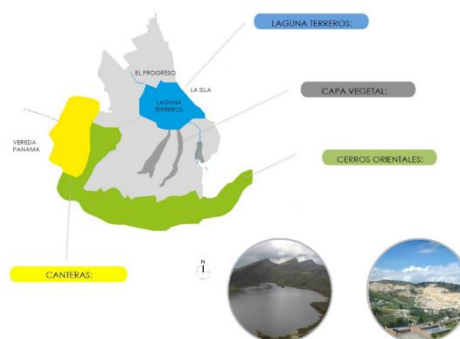 LAGUNA TERREROS:
EL PROGRESO
LA ISLA
CAPA VEGETAL:
LAGUNA
TERREROS
VEREDA
PANAMA
CERROS ORIENTALES:
CANTERAS:
N